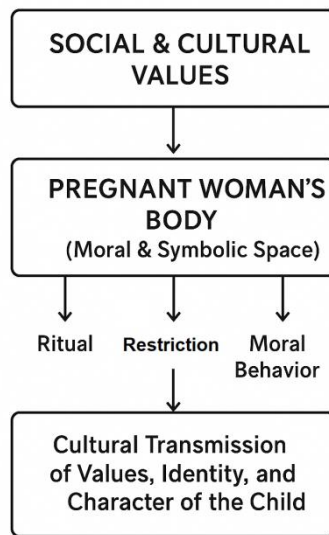 SOCIAL & CULTURAL
VALUES
PREGNANT WOMAN'S
BODY
(Moral & Symbolic Space)
Ritual
Restriction
Moral
Behavior
Cultural Transmission
of Values, Identity, and
Character of the Child